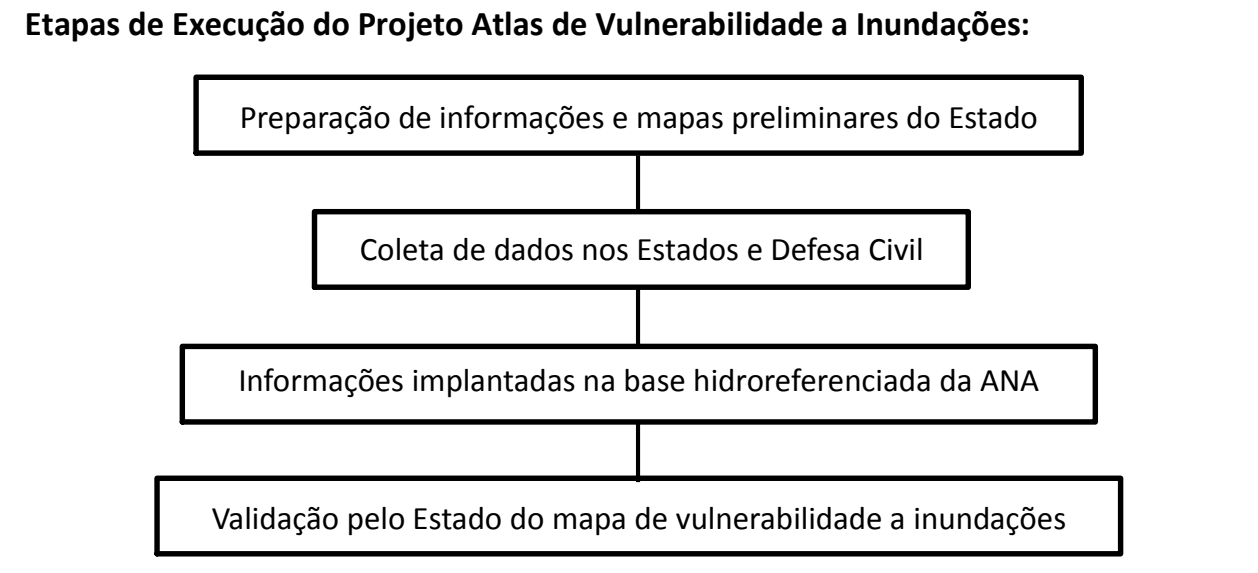 Etapas de Execução do Projeto Atlas de Vulnerabilidade a Inundações:
Preparação de informações e mapas preliminares do Estado
Coleta de dados nos Estados e Defesa Civil
Informações implantadas na base hidroreferenciada da ANA
Validação pelo Estado do mapa de vulnerabilidade a inundações